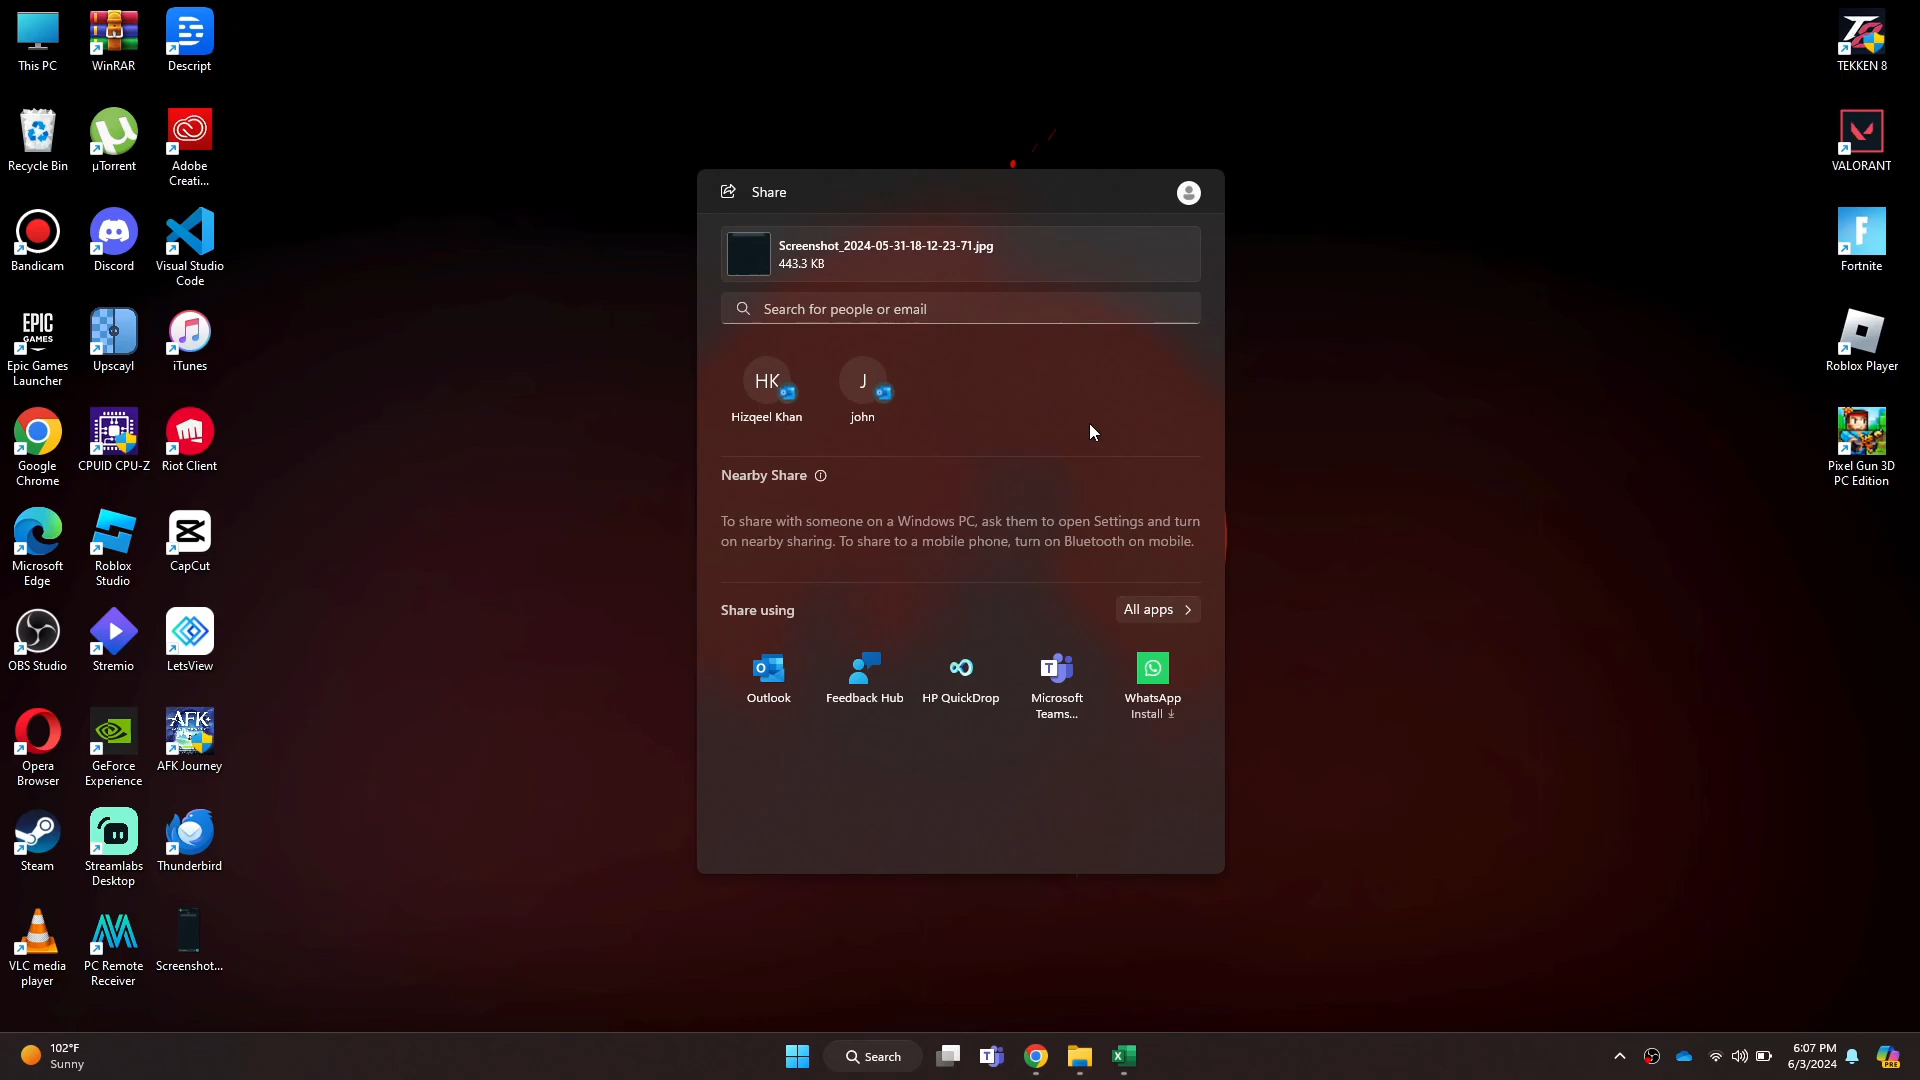 This PC
WinRAR
Descript
TEKKEN 8
Recycle Bin
µTorrent
Adobe
Creati...
VALORANT
Bandicam
Discord
Visual Studio
Code
Fortnite
EPIC
GAMES
Epic Games
Launcher
Upscayl
iTunes
Roblox Player
Google
Chrome
CPUID CPU-Z
Riot Client
Pixel Gun 3D
PC Edition
Microsoft
Edge
Roblox
Studio
CapCut
OBS Studio
Stremio
LetsView
Opera
Browser
GeForce
Experience
AFK
AFK Journey
Steam
Streamlabs
Desktop
Thunderbird
VLC media
player
PC Remote
Receiver
Screenshot...
Share
Screenshot_2024-05-31-18-12-23-71.jpg
443.3 KB
Search for people or email
HK
J
Hizqeel Khan
john
Nearby Share
To share with someone on a Windows PC, ask them to open Settings and turn
on nearby sharing. To share to a mobile phone, turn on Bluetooth on mobile.
Share using
All apps
Outlook
Feedback Hub
HP QuickDrop
Microsoft
Teams...
WhatsApp
Install
102°F
Sunny
Search
6:07 PM
6/3/2024
PRE